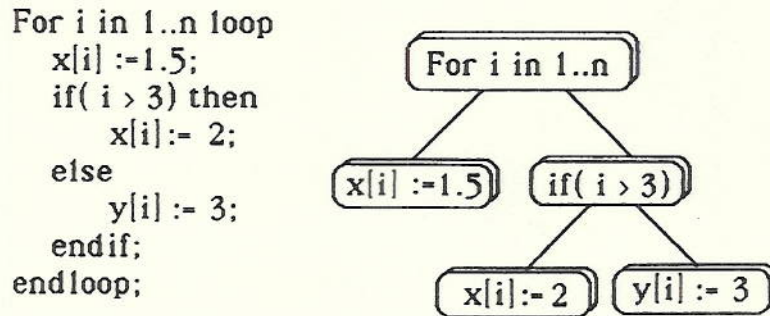 For i in 1..n loop
x[i] :=1.5;
if( i > 3) then
x[i]:= 2;
else
y[i] := 3;
endif;
endloop;
For i in 1..n
x[i] :=1.5
if( i > 3)
x[i]:= 2
y[i] := 3